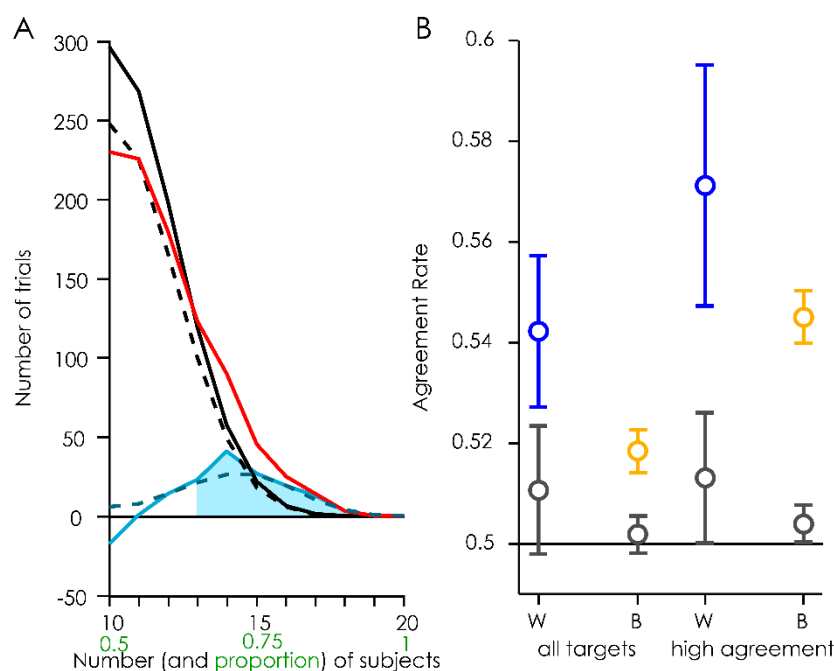 A
300
250
200
150
100
50
0
-50
Number of trials
10 15 20
0.5 0.75 1
Number (and proportion) of subjects
B
0.6
0.58
0.56
0.54
0.52
0.5
Agreement Rate
W B W B
all targets high agreement